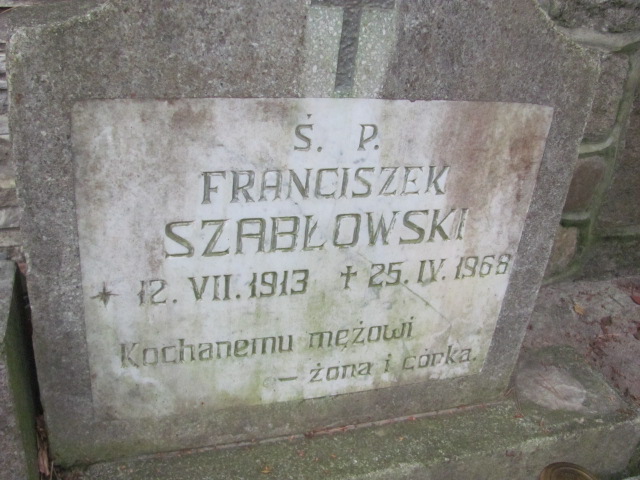 Ś. P.
FRANCISZEK
SZABŁOWSKI
* 12. VII. 1913 ✝ 25. IV. 1968
Kochanemu mężowi
— żona i córka.